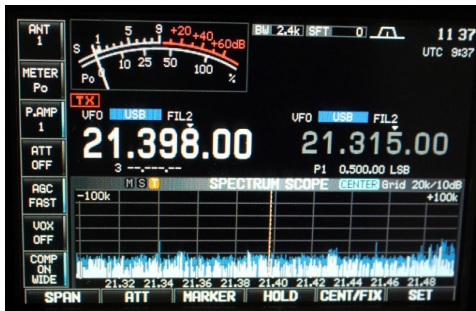 ANT
1
S 1 5 9 +20 +40 +60dB
Po 0 10 25 50 100 %
BW 2.4k SFT 0
11 37
UTC 9:37
METER
Po
TX
P.AMP
1
VFO USB FIL2
VFO USB FIL2
21.398.00
21.315.00
3 --.---.--
P1 0.500.00 LSB
ATT
OFF
AGC
FAST
M S T SPECTRUM SCOPE CENTER Grid 20k/10dB
-100k +100k
VOX
OFF
COMP
ON
WIDE
21.32 21.34 21.36 21.38 21.40 21.42 21.44 21.46 21.48
SPAN ATT MARKER HOLD CENT/FIX SET